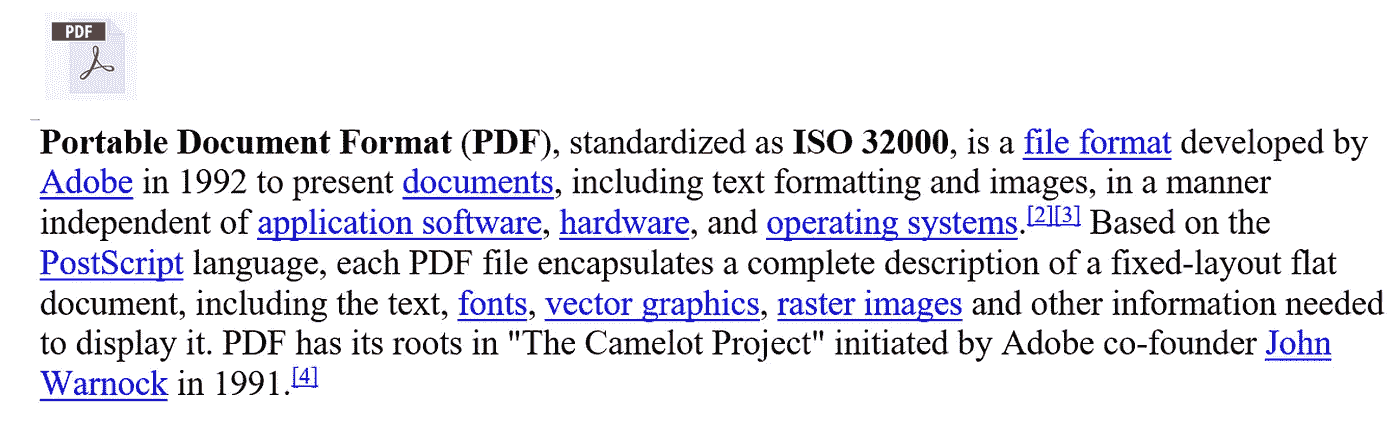 PDF
Portable Document Format (PDF), standardized as ISO 32000, is a file format developed by
Adobe in 1992 to present documents, including text formatting and images, in a manner
independent of application software, hardware, and operating systems.[2][3] Based on the
PostScript language, each PDF file encapsulates a complete description of a fixed-layout flat
document, including the text, fonts, vector graphics, raster images and other information needed
to display it. PDF has its roots in "The Camelot Project" initiated by Adobe co-founder John
Warnock in 1991.[4]